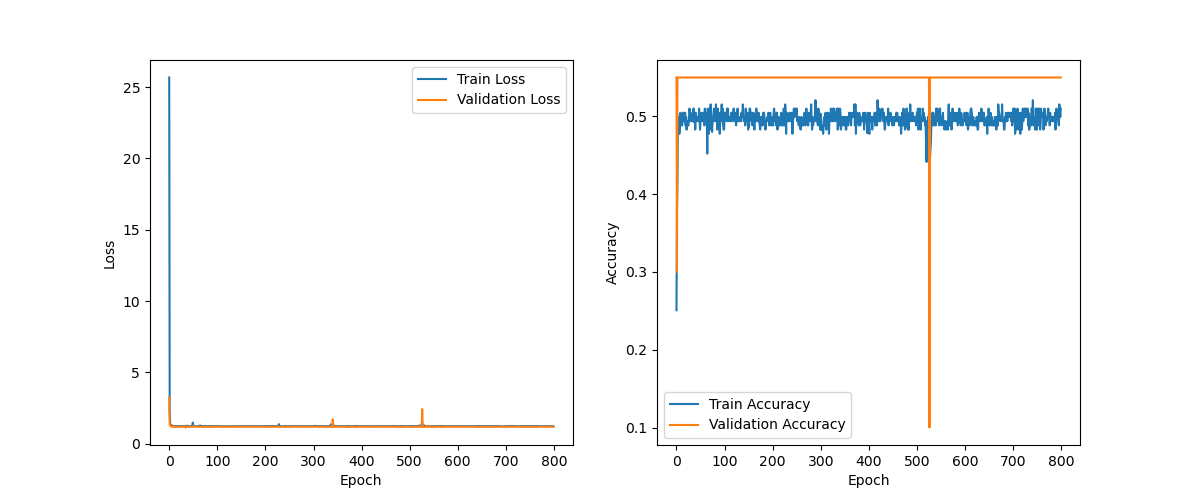 25
20
15
10
5
0
Loss
0 100 200 300 400 500 600 700 800
Epoch
Train Loss
Validation Loss
0.5
0.4
0.3
0.2
0.1
Accuracy
0 100 200 300 400 500 600 700 800
Epoch
Train Accuracy
Validation Accuracy